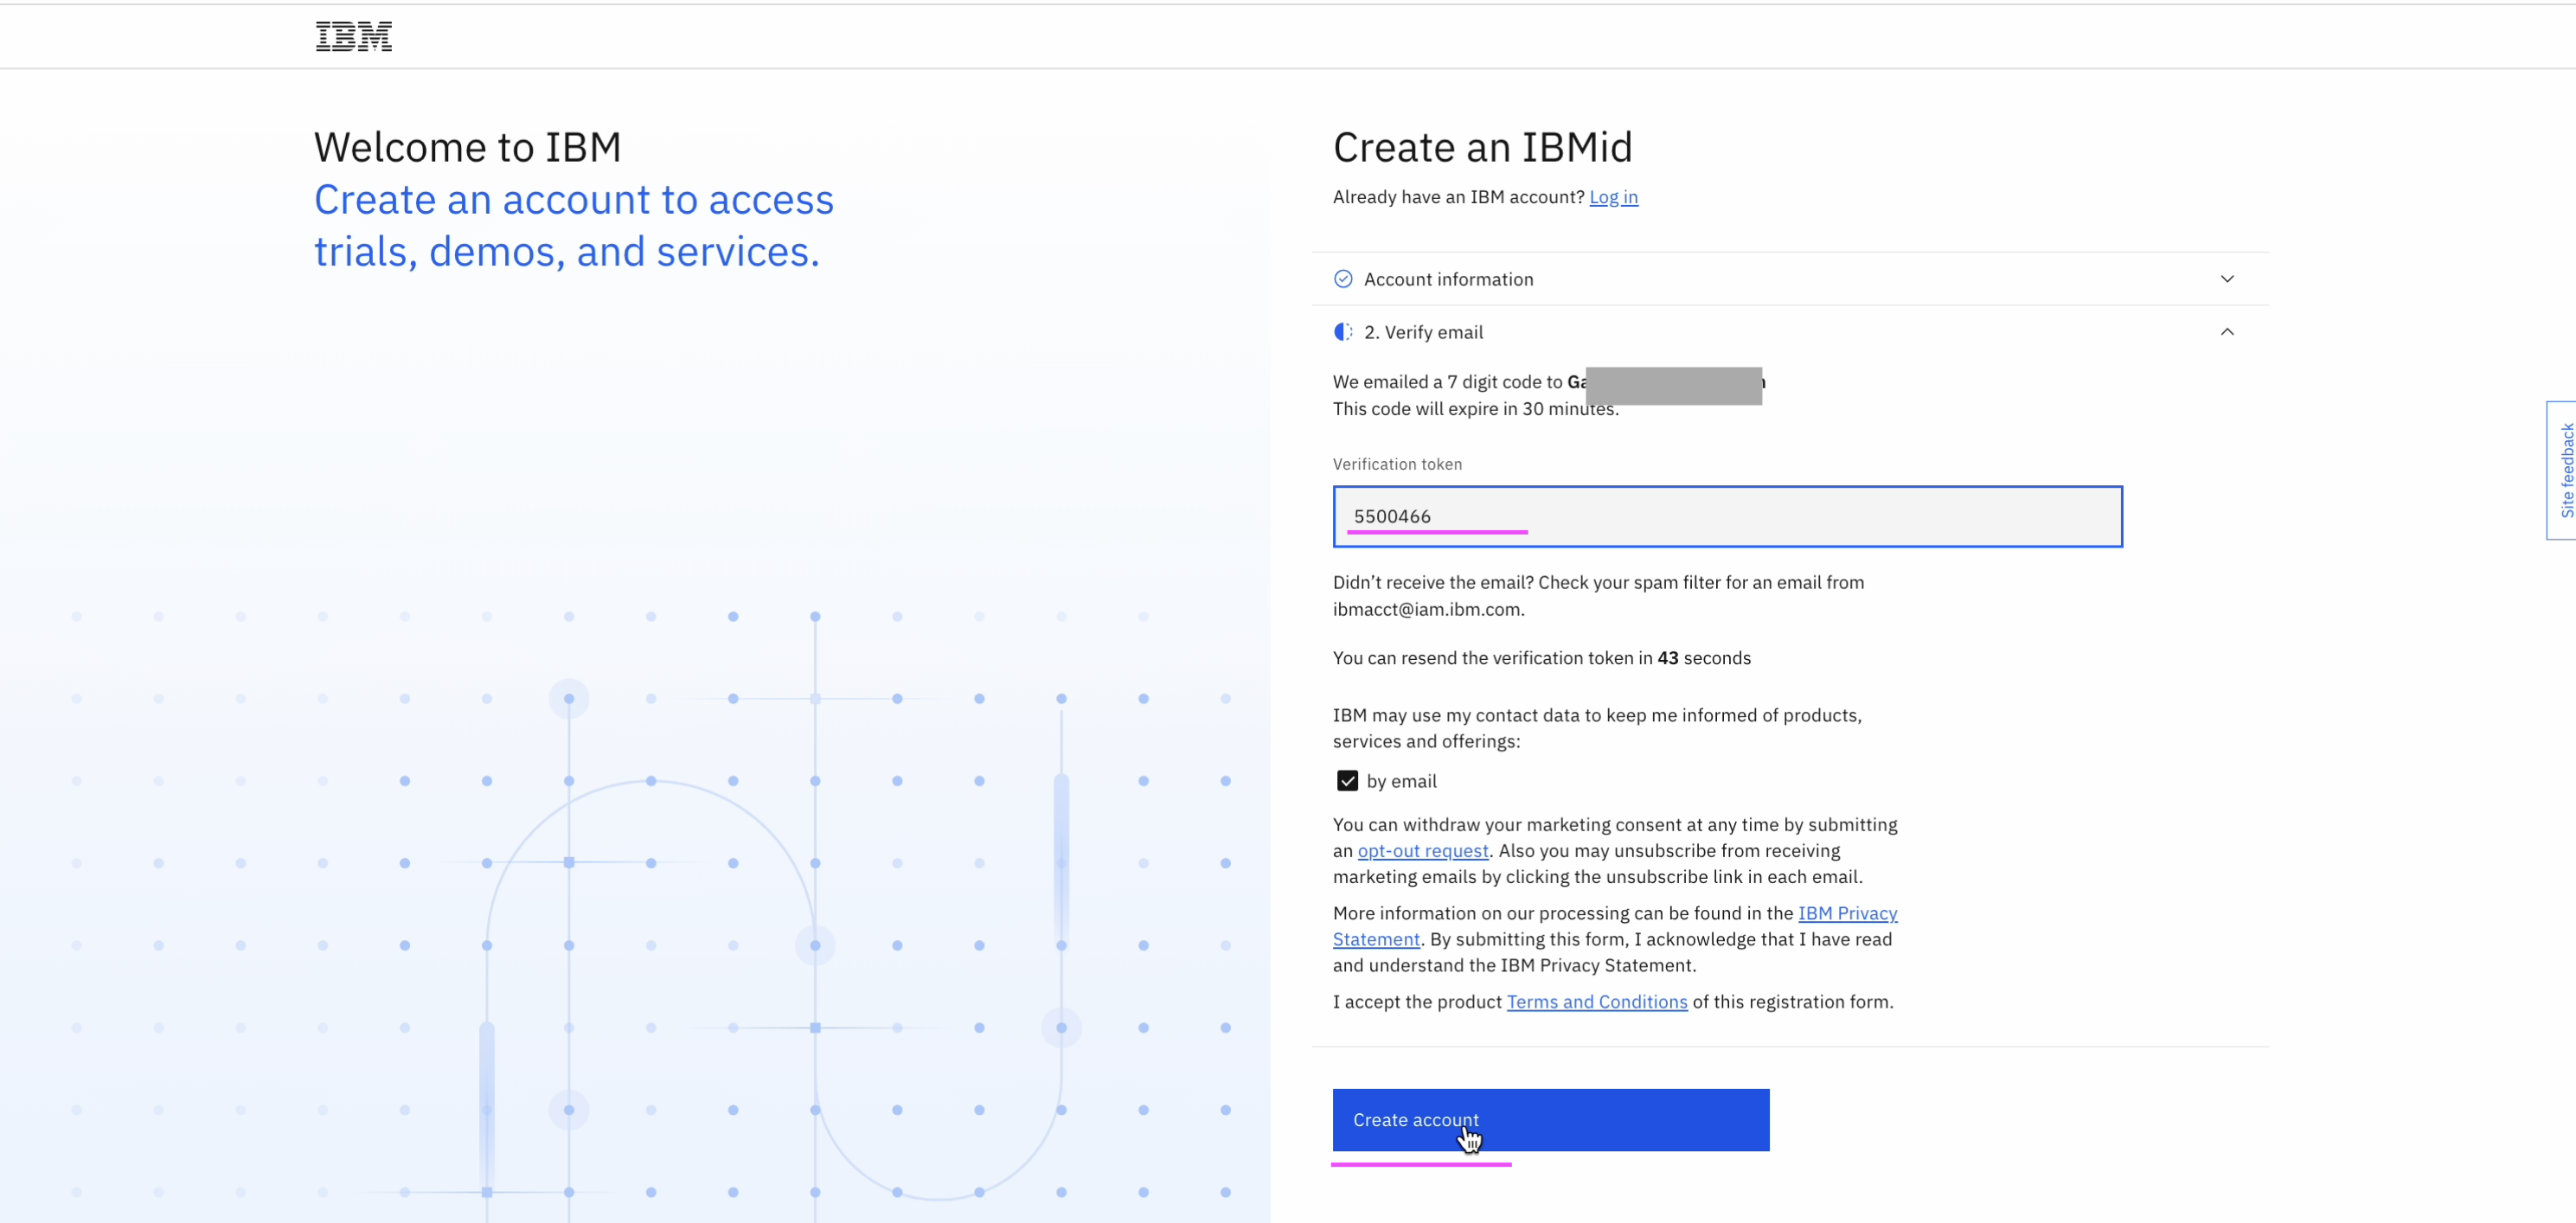 IBM
Welcome to IBM
Create an account to access
trials, demos, and services.
Create an IBMid
Already have an IBM account? Log in
Account information
2. Verify email
We emailed a 7 digit code to Ga
This code will expire in 30 minutes.
Verification token
5500466
Didn’t receive the email? Check your spam filter for an email from
ibmacct@iam.ibm.com.
You can resend the verification token in 43 seconds
IBM may use my contact data to keep me informed of products,
services and offerings:
by email
You can withdraw your marketing consent at any time by submitting
an opt-out request. Also you may unsubscribe from receiving
marketing emails by clicking the unsubscribe link in each email.
More information on our processing can be found in the IBM Privacy
Statement. By submitting this form, I acknowledge that I have read
and understand the IBM Privacy Statement.
I accept the product Terms and Conditions of this registration form.
Create account
Site feedback